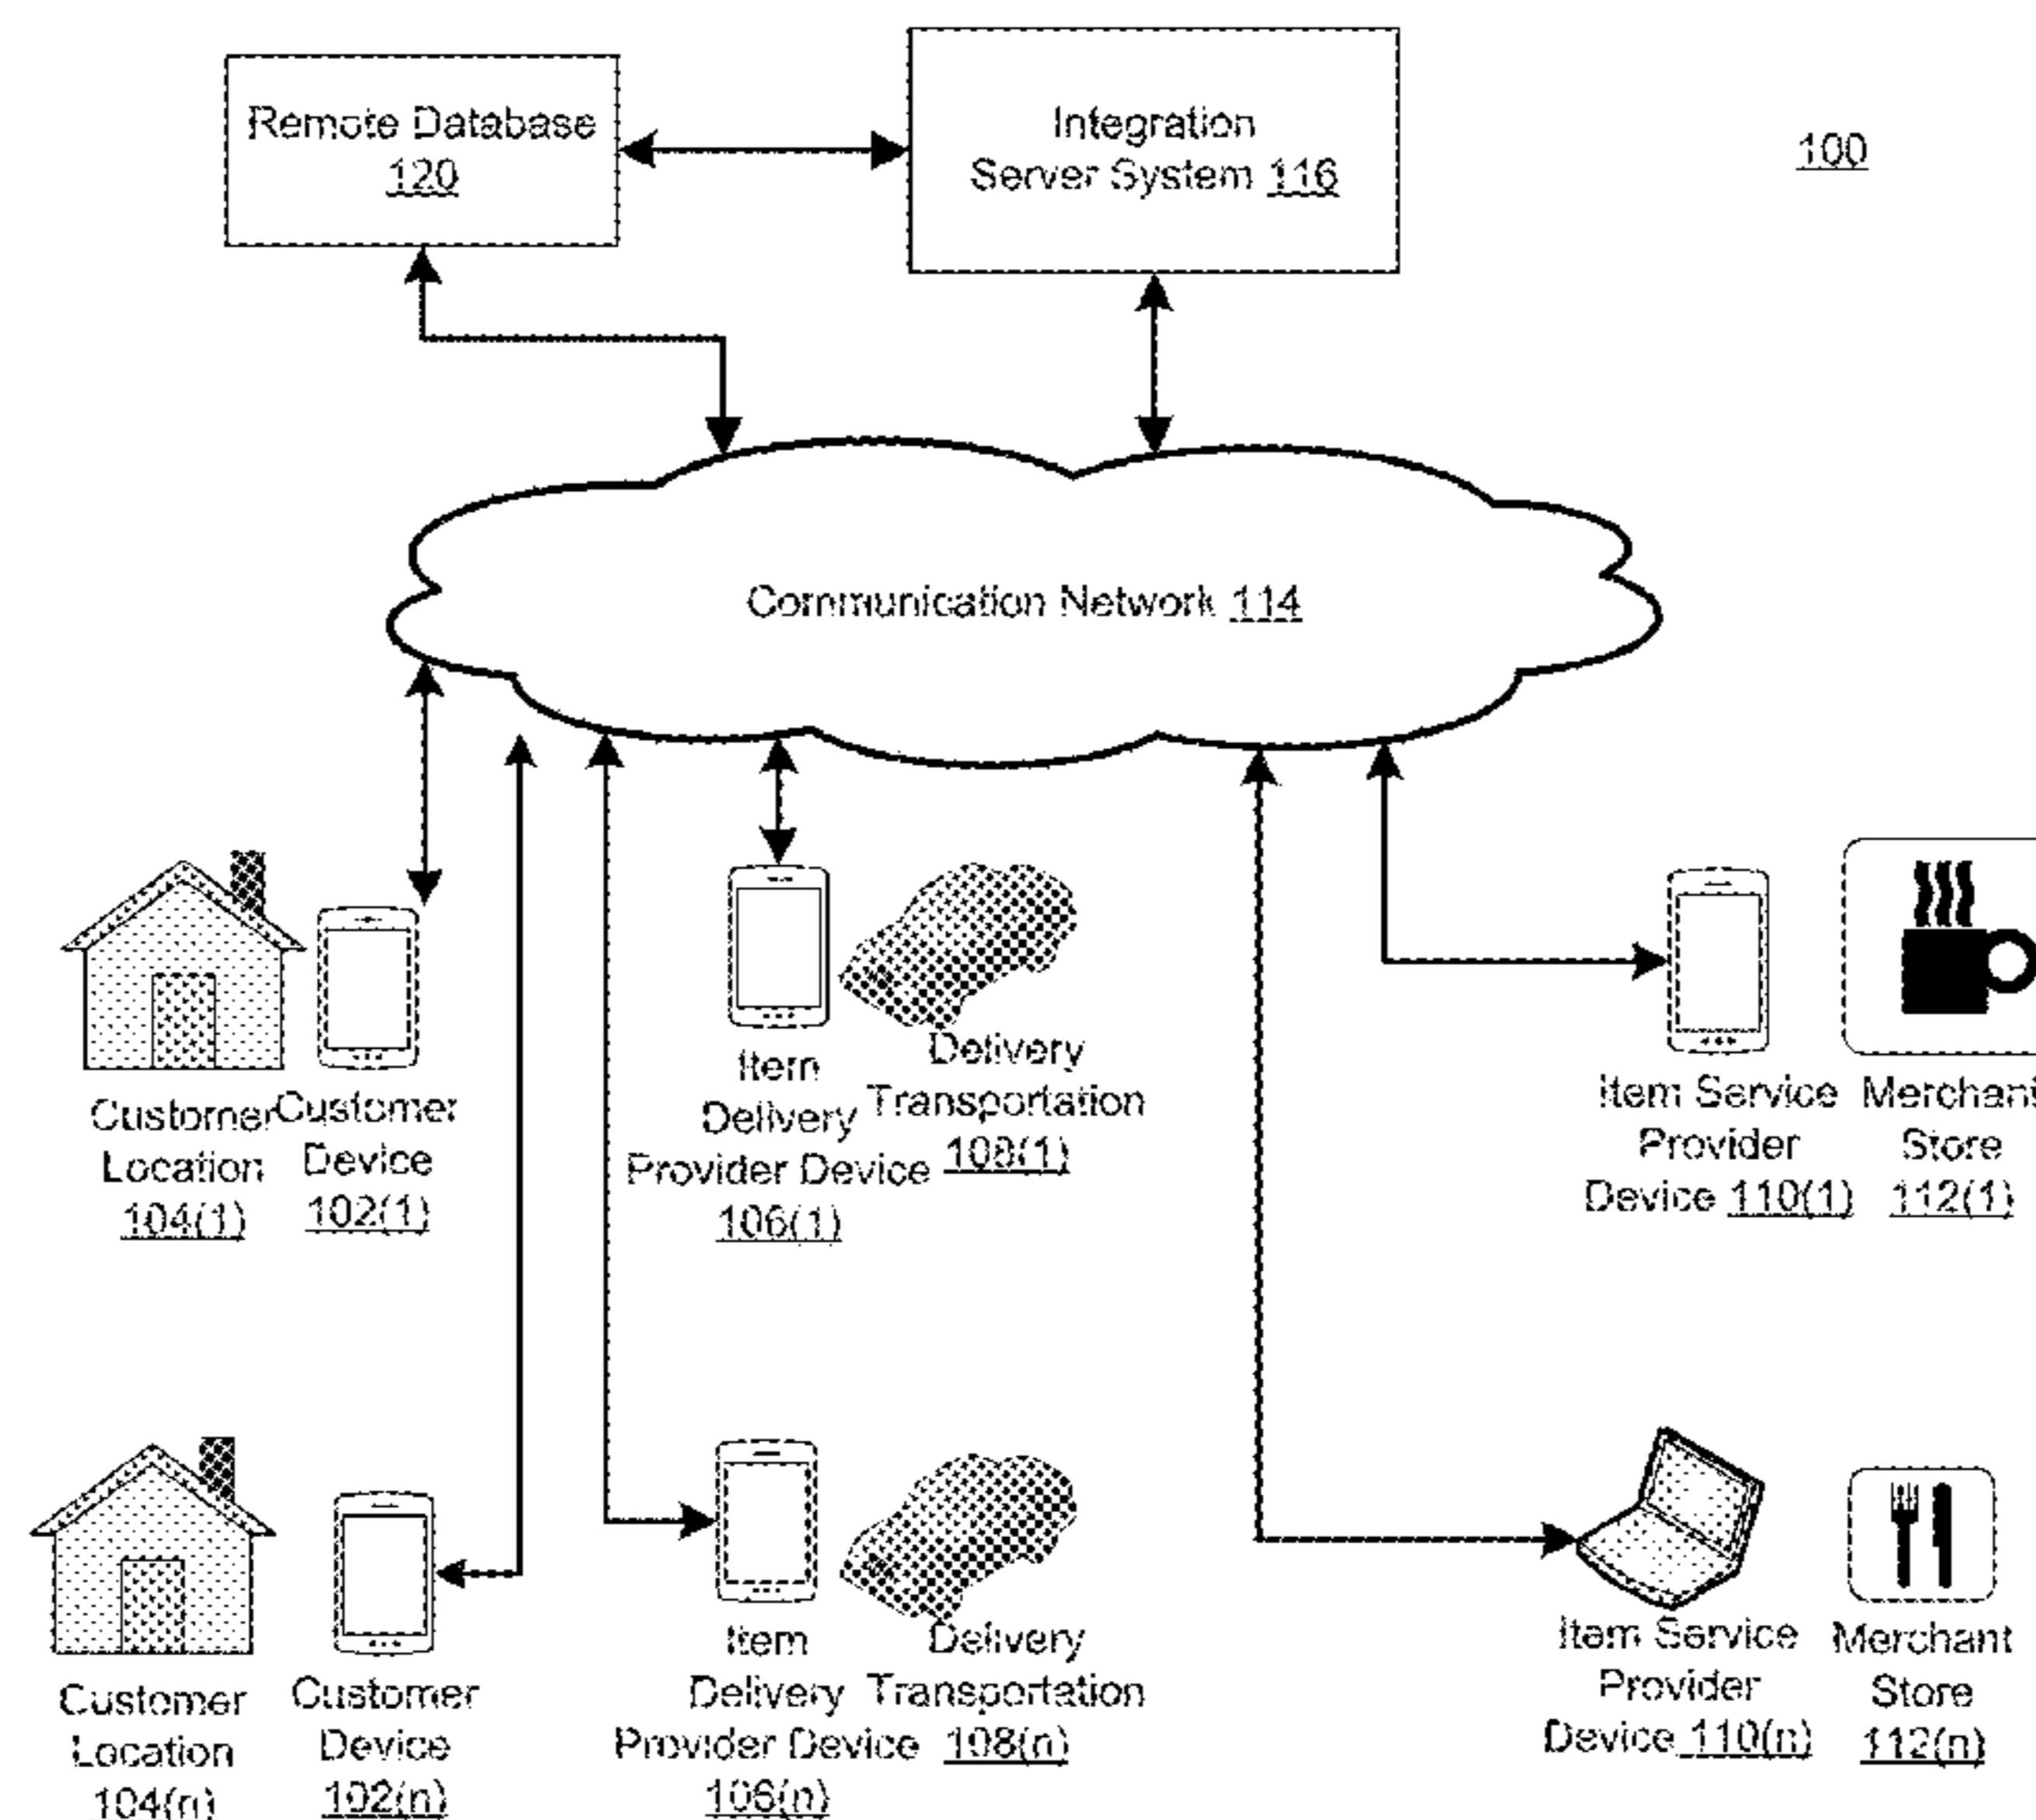 Remote Database
120
Integration
Server System 116
100
Communication Network 114
Customer
Location
104(1)
Customer
Device
102(1)
Item
Delivery
Provider Device
106(1)
Delivery
Transportation
108(1)
Item Service
Provider
Device 110(1)
Merchant
Store
112(1)
Customer
Location
104(n)
Customer
Device
102(n)
Item
Delivery
Provider Device
106(n)
Delivery
Transportation
108(n)
Item Service
Provider
Device 110(n)
Merchant
Store
112(n)